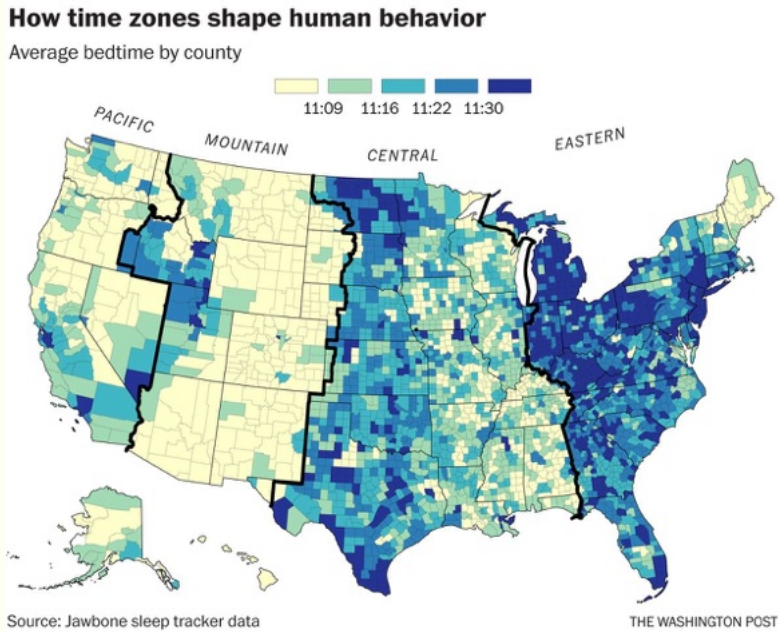 How time zones shape human behavior
Average bedtime by county
11:09 11:16 11:22 11:30
PACIFIC
MOUNTAIN
CENTRAL
EASTERN
Source: Jawbone sleep tracker data
THE WASHINGTON POST